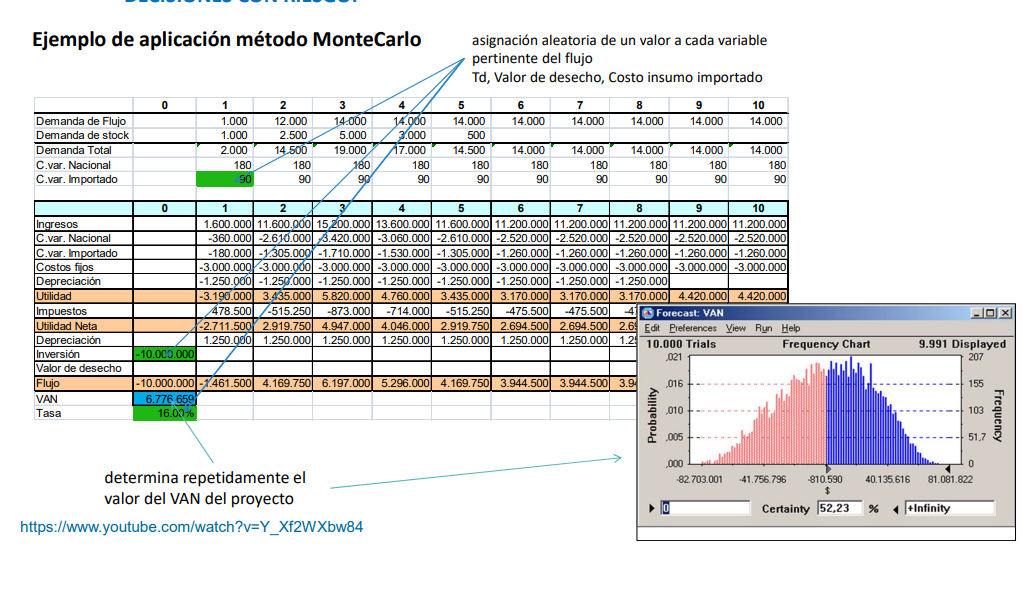 DECISIONES CON RIESGO:
Ejemplo de aplicación método MonteCarlo
asignación aleatoria de un valor a cada variable
pertinente del flujo
Td, Valor de desecho, Costo insumo importado
0 1 2 3 4 5 6 7 8 9 10
Demanda de Flujo 1.000 12.000 14.000 14.000 14.000 14.000 14.000 14.000 14.000 14.000
Demanda de stock 1.000 2.500 5.000 3.000 500
Demanda Total 2.000 14.500 19.000 17.000 14.500 14.000 14.000 14.000 14.000 14.000
C.var. Nacional 180 180 180 180 180 180 180 180 180 180
C.var. Importado 90 90 90 90 90 90 90 90 90 90
0 1 2 3 4 5 6 7 8 9 10
Ingresos 1.600.000 11.600.000 15.200.000 13.600.000 11.600.000 11.200.000 11.200.000 11.200.000 11.200.000 11.200.000
C.var. Nacional -360.000 -2.610.000 -3.420.000 -3.060.000 -2.610.000 -2.520.000 -2.520.000 -2.520.000 -2.520.000 -2.520.000
C.var. Importado -180.000 -1.305.000 -1.710.000 -1.530.000 -1.305.000 -1.260.000 -1.260.000 -1.260.000 -1.260.000 -1.260.000
Costos fijos -3.000.000 -3.000.000 -3.000.000 -3.000.000 -3.000.000 -3.000.000 -3.000.000 -3.000.000 -3.000.000 -3.000.000
Depreciación -1.250.000 -1.250.000 -1.250.000 -1.250.000 -1.250.000 -1.250.000 -1.250.000 -1.250.000
Utilidad -3.190.000 3.435.000 5.820.000 4.760.000 3.435.000 3.170.000 3.170.000 3.170.000 4.420.000 4.420.000
Impuestos 478.500 -515.250 -873.000 -714.000 -515.250 -475.500 -475.500 -47
Utilidad Neta -2.711.500 2.919.750 4.947.000 4.046.000 2.919.750 2.694.500 2.694.500 2.69
Depreciación 1.250.000 1.250.000 1.250.000 1.250.000 1.250.000 1.250.000 1.250.000 1.25
Inversión -10.000.000
Valor de desecho
Flujo -10.000.000 -1.461.500 4.169.750 6.197.000 5.296.000 4.169.750 3.944.500 3.944.500 3.94
VAN 6.776.659
Tasa 16.00%
Forecast: VAN
Edit Preferences View Run Help
10.000 Trials Frequency Chart 9.991 Displayed
Probability
,021
,016
,010
,005
,000
207
155
103
51,7
0
Frequency
-82.703.001 -41.756.796 -810.590 40.135.616 81.081.822
$
0 Certainty 52,23 % +Infinity
determina repetidamente el
valor del VAN del proyecto
https://www.youtube.com/watch?v=Y_Xf2WXbw84